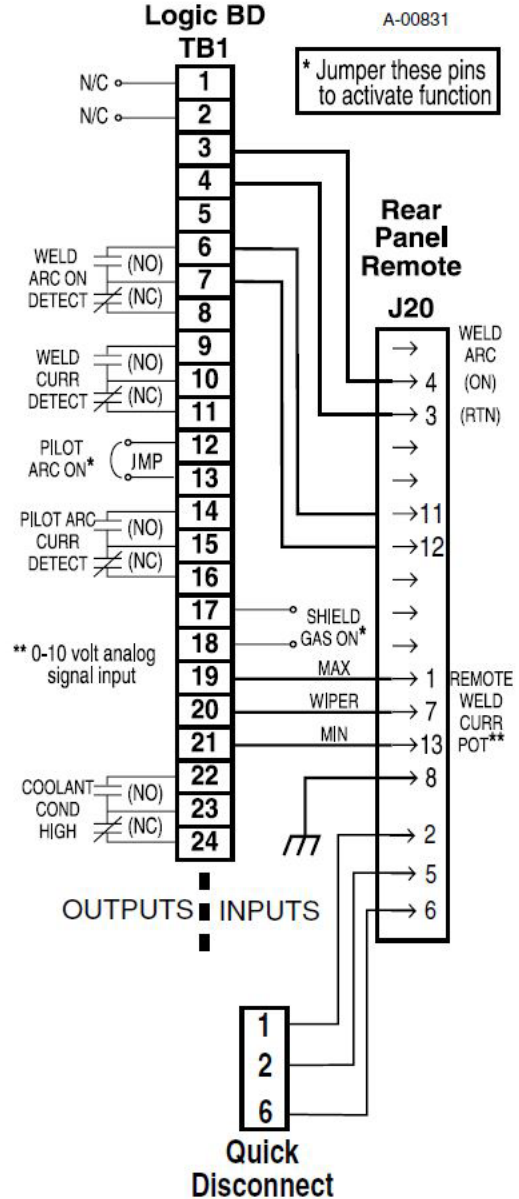 Logic BD
TB1
A-00831
* Jumper these pins
to activate function
N/C
N/C
1
2
3
4
5
6
7
8
9
10
11
12
13
14
15
16
17
18
19
20
21
22
23
24
WELD
ARC ON
DETECT
(NO)
(NC)
WELD
CURR
DETECT
(NO)
(NC)
PILOT
ARC ON*
JMP
PILOT ARC
CURR
DETECT
(NO)
(NC)
** 0-10 volt analog
signal input
COOLANT
COND
HIGH
(NO)
(NC)
SHIELD
GAS ON*
MAX
WIPER
MIN
Rear
Panel
Remote
J20
WELD
ARC
4 (ON)
3 (RTN)
11
12
1 REMOTE
7 WELD
CURR
13 POT**
8
2
5
6
OUTPUTS INPUTS
1
2
6
Quick
Disconnect